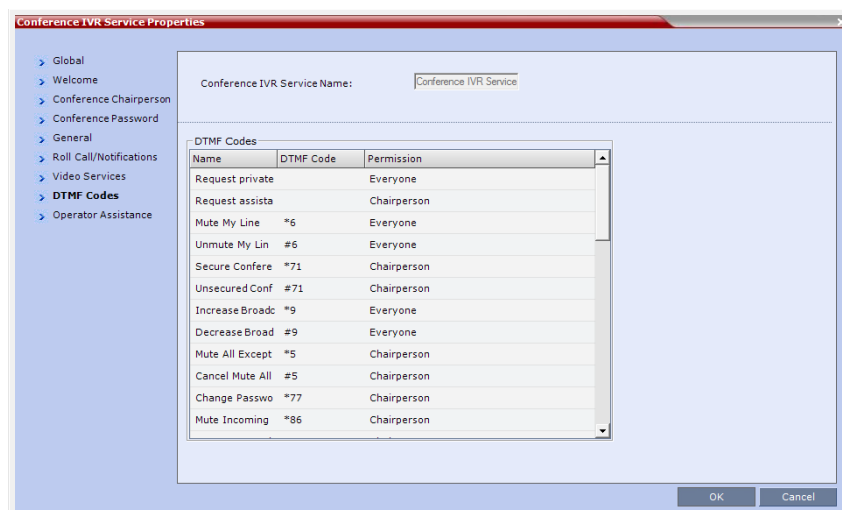 Conference IVR Service Properties
Global
Welcome
Conference Chairperson
Conference Password
General
Roll Call/Notifications
Video Services
DTMF Codes
Operator Assistance
Conference IVR Service Name: Conference IVR Service
DTMF Codes
Name DTMF Code Permission
Request private Everyone
Request assista Chairperson
Mute My Line *6 Everyone
Unmute My Lin #6 Everyone
Secure Confere *71 Chairperson
Unsecured Conf #71 Chairperson
Increase Broadc *9 Everyone
Decrease Broad #9 Everyone
Mute All Except *5 Chairperson
Cancel Mute All #5 Chairperson
Change Passwo *77 Chairperson
Mute Incoming *86 Chairperson
OK Cancel